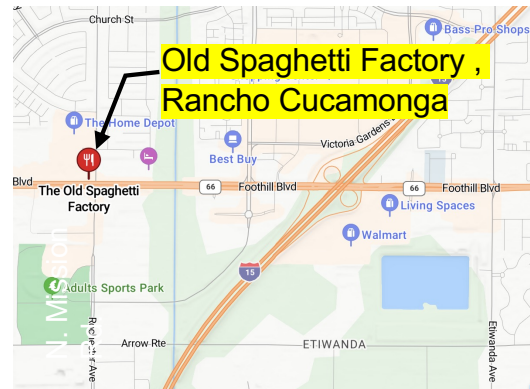 Church St
Bass Pro Shops
Old Spaghetti Factory ,
Rancho Cucamonga
15
The Home Depot
Victoria Gardens
Best Buy
Blvd
66
Foothill Blvd
66
Foothill Blvd
The Old Spaghetti
Factory
Living Spaces
Walmart
15
Adults Sports Park
N. Mission
Arrow Rte
ETIWANDA
Etiwanda Ave